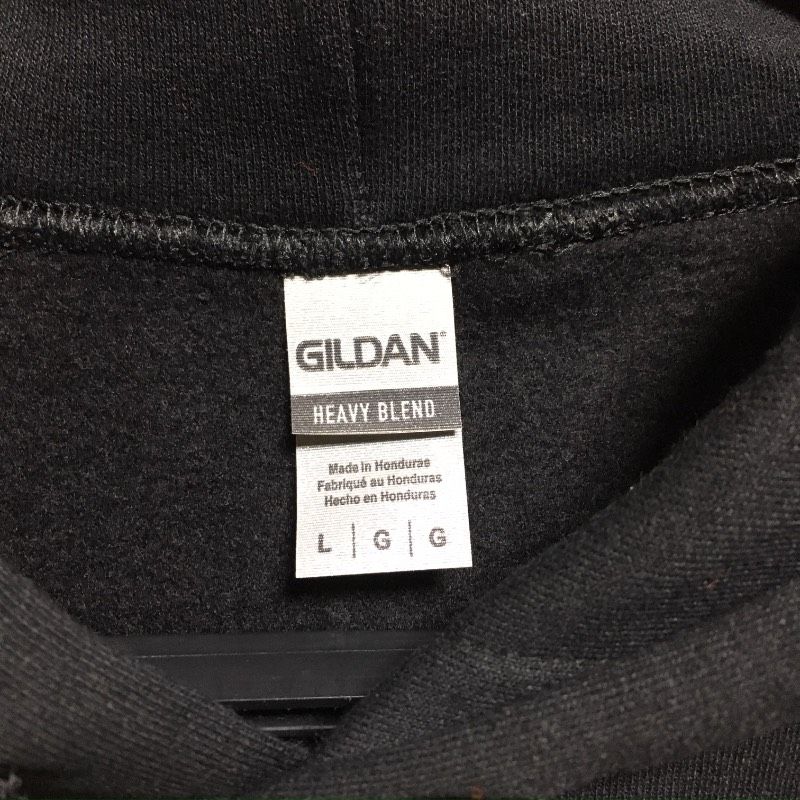 GILDAN®
HEAVY BLEND
Made in Honduras
Fabriqué au Honduras
Hecho en Honduras
L | G | G